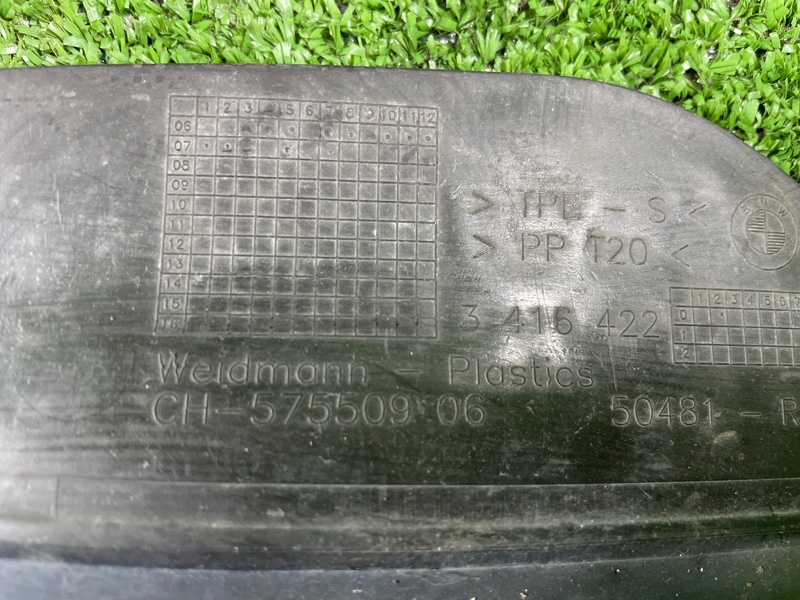 1 2 3 5 6 7 8 9 10 11 12
06
07
08
09
10
11
12
13
14
15
16
> TPE - S <
> PP T20 <
BMW
3 416 422
1 2 3 4 5 6 7
0
1
2
Weidmann - Plastics
CH-575509 06
50481 - R